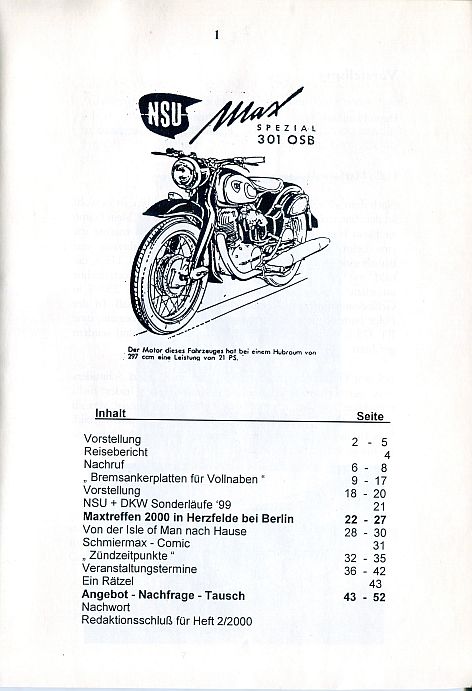 1
NSU Max
SPEZIAL
301 OSB
Der Motor dieses Fahrzeuges hat bei einem Hubraum von
297 ccm eine Leistung von 21 PS.
Inhalt Seite
Vorstellung 2 - 5
Reisebericht 4
Nachruf 6 - 8
„ Bremsankerplatten für Vollnaben “ 9 - 17
Vorstellung 18 - 20
NSU + DKW Sonderläufe '99 21
Maxtreffen 2000 in Herzfelde bei Berlin 22 - 27
Von der Isle of Man nach Hause 28 - 30
Schmiermax - Comic 31
„ Zündzeitpunkte “ 32 - 35
Veranstaltungstermine 36 - 42
Ein Rätzel 43
Angebot - Nachfrage - Tausch 43 - 52
Nachwort
Redaktionsschluß für Heft 2/2000